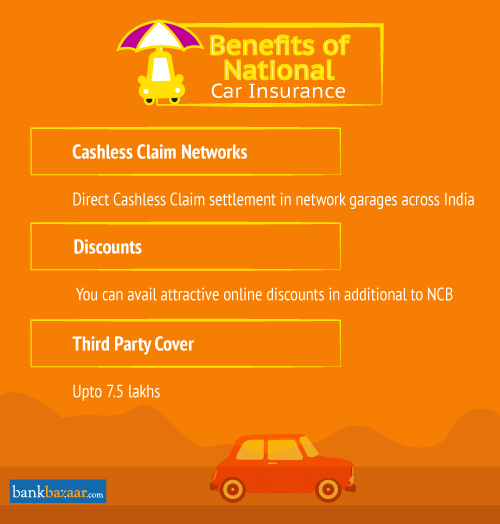 Benefits of
National
Car Insurance
Cashless Claim Networks
Direct Cashless Claim settlement in network garages across India
Discounts
You can avail attractive online discounts in additional to NCB
Third Party Cover
Upto 7.5 lakhs
bankbazaar.com